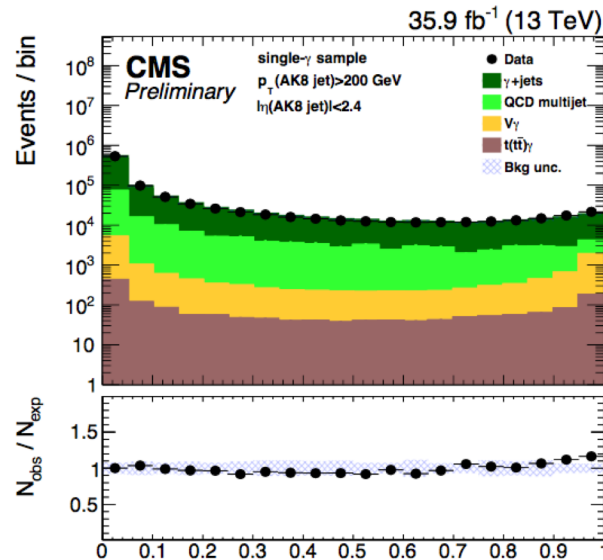 35.9 fb⁻¹ (13 TeV)
CMS
Preliminary
single-γ sample
p_T(AK8 jet)>200 GeV
|η(AK8 jet)|<2.4
Data
γ+jets
QCD multijet
Vγ
t(tt̄)γ
Bkg unc.
Events / bin
10⁸
10⁷
10⁶
10⁵
10⁴
10³
10²
10
1
N_obs / N_exp
1.5
1
0.5
0 0.1 0.2 0.3 0.4 0.5 0.6 0.7 0.8 0.9